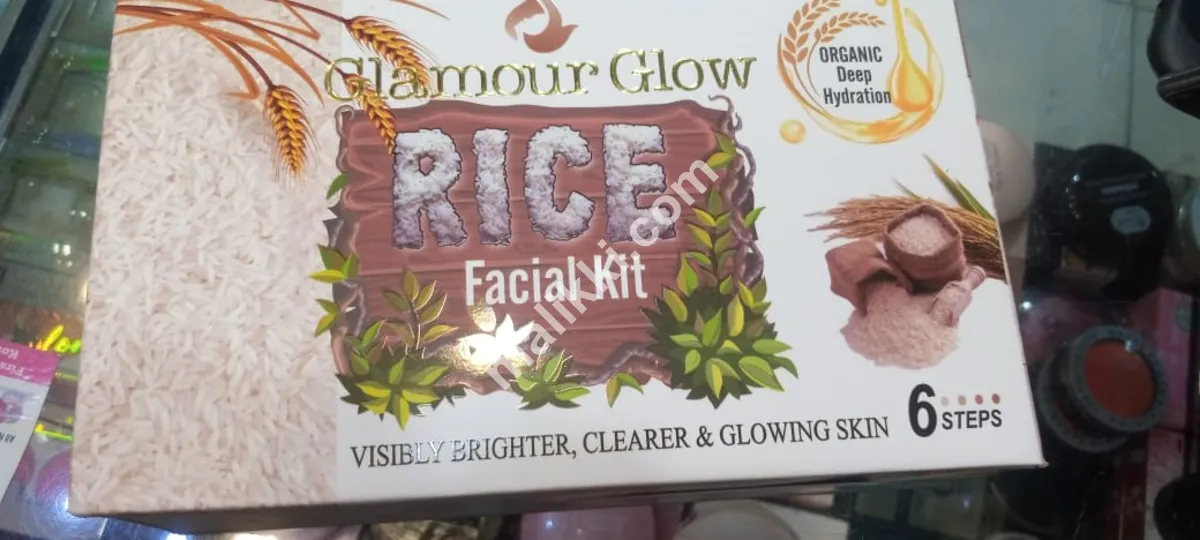 Glamour Glow
RICE
Facial Kit
ORGANIC
Deep
Hydration
VISIBLY BRIGHTER, CLEARER & GLOWING SKIN
6 STEPS